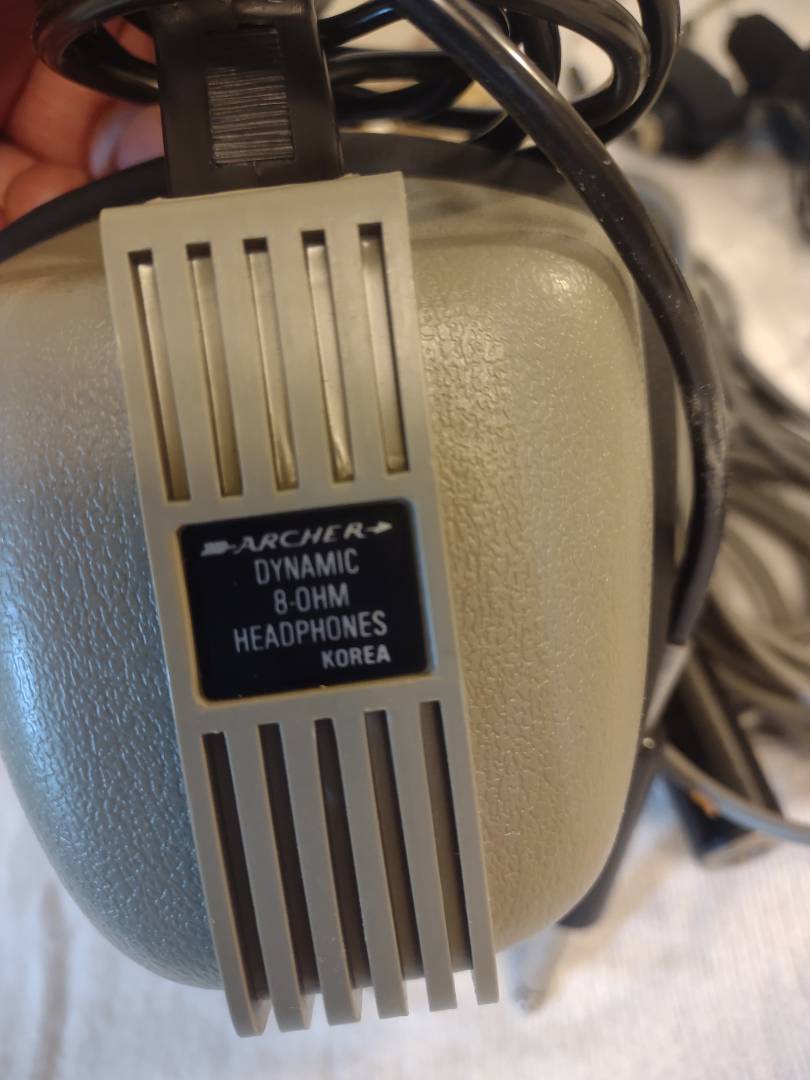 ARCHER
DYNAMIC
8-OHM
HEADPHONES
KOREA